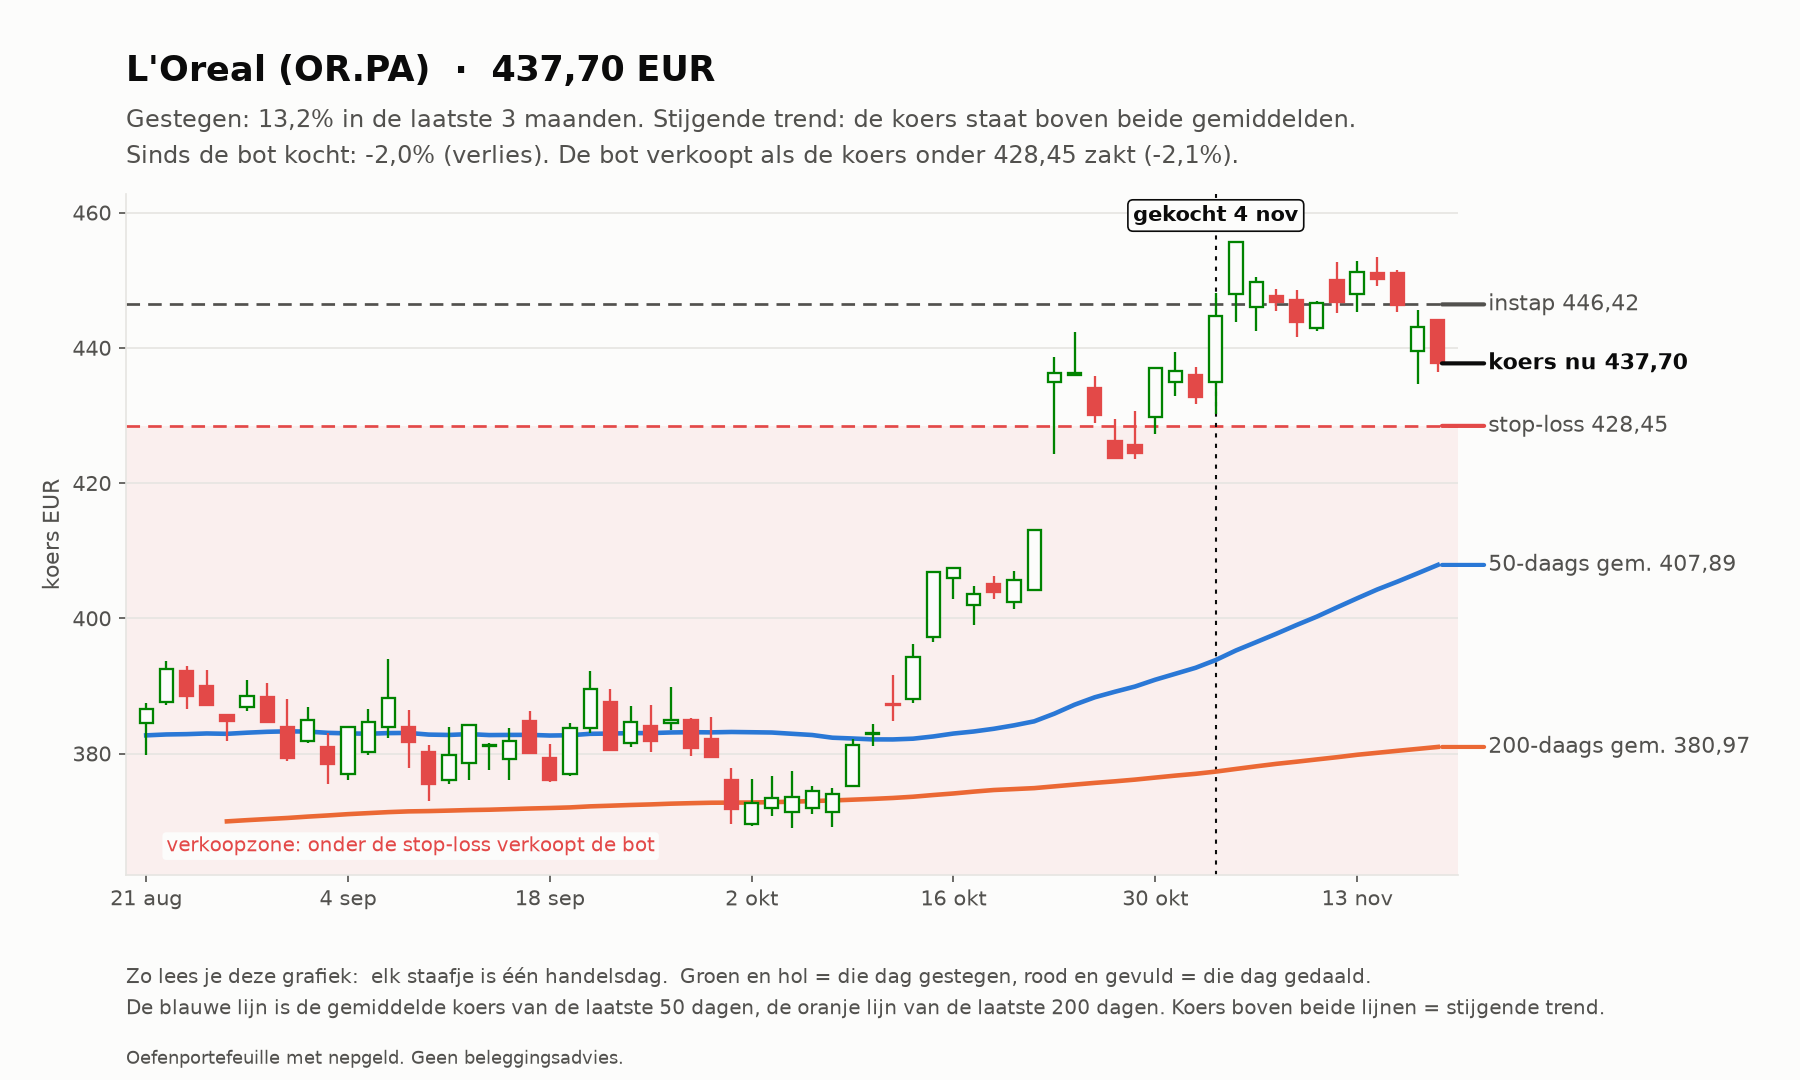 L'Oreal (OR.PA)  ·  437,70 EUR
Gestegen: 13,2% in de laatste 3 maanden. Stijgende trend: de koers staat boven beide gemiddelden.
Sinds de bot kocht: -2,0% (verlies). De bot verkoopt als de koers onder 428,45 zakt (-2,1%).
460
gekocht 4 nov
instap 446,42
440
koers nu 437,70
stop-loss 428,45
420
koers EUR
50-daags gem. 407,89
400
380
200-daags gem. 380,97
verkoopzone: onder de stop-loss verkoopt de bot
21 aug
4 sep
18 sep
2 okt
16 okt
30 okt
13 nov
Zo lees je deze grafiek:  elk staafje is één handelsdag.  Groen en hol = die dag gestegen, rood en gevuld = die dag gedaald.
De blauwe lijn is de gemiddelde koers van de laatste 50 dagen, de oranje lijn van de laatste 200 dagen. Koers boven beide lijnen = stijgende trend.
Oefenportefeuille met nepgeld. Geen beleggingsadvies.